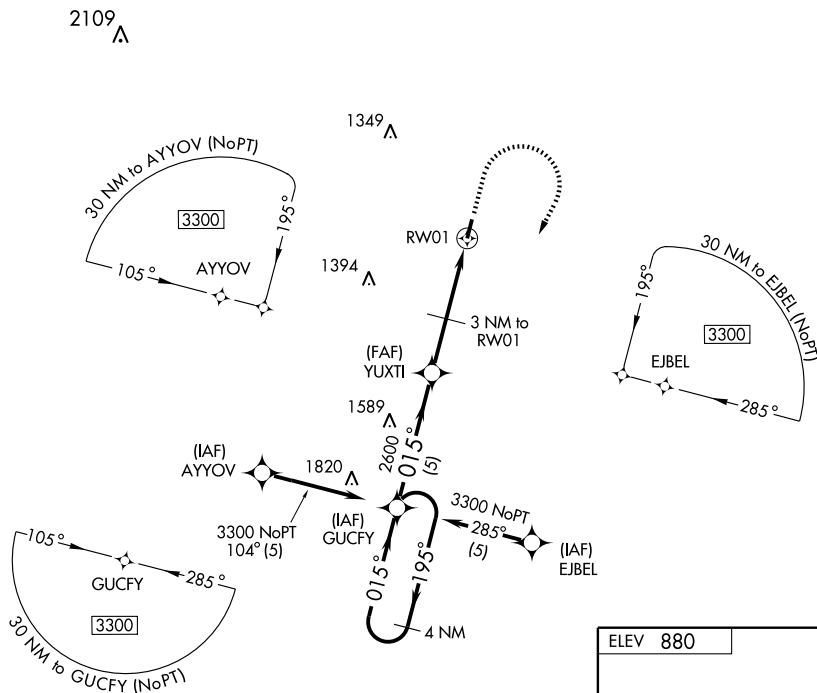 2109
1349
30 NM to AYYOV (NoPT)
3300
195°
105°
AYYOV
RW01
1394
3 NM to
RW01
30 NM to EJBEL (NoPT)
3300
195°
EJBEL
285°
(FAF)
YUXTI
1589
2600
015°
(5)
(IAF)
AYYOV
1820
3300 NoPT
104° (5)
(IAF)
GUCFY
3300 NoPT
285°
(5)
(IAF)
EJBEL
015°
195°
4 NM
105°
285°
GUCFY
3300
30 NM to GUCFY (NoPT)
ELEV 880